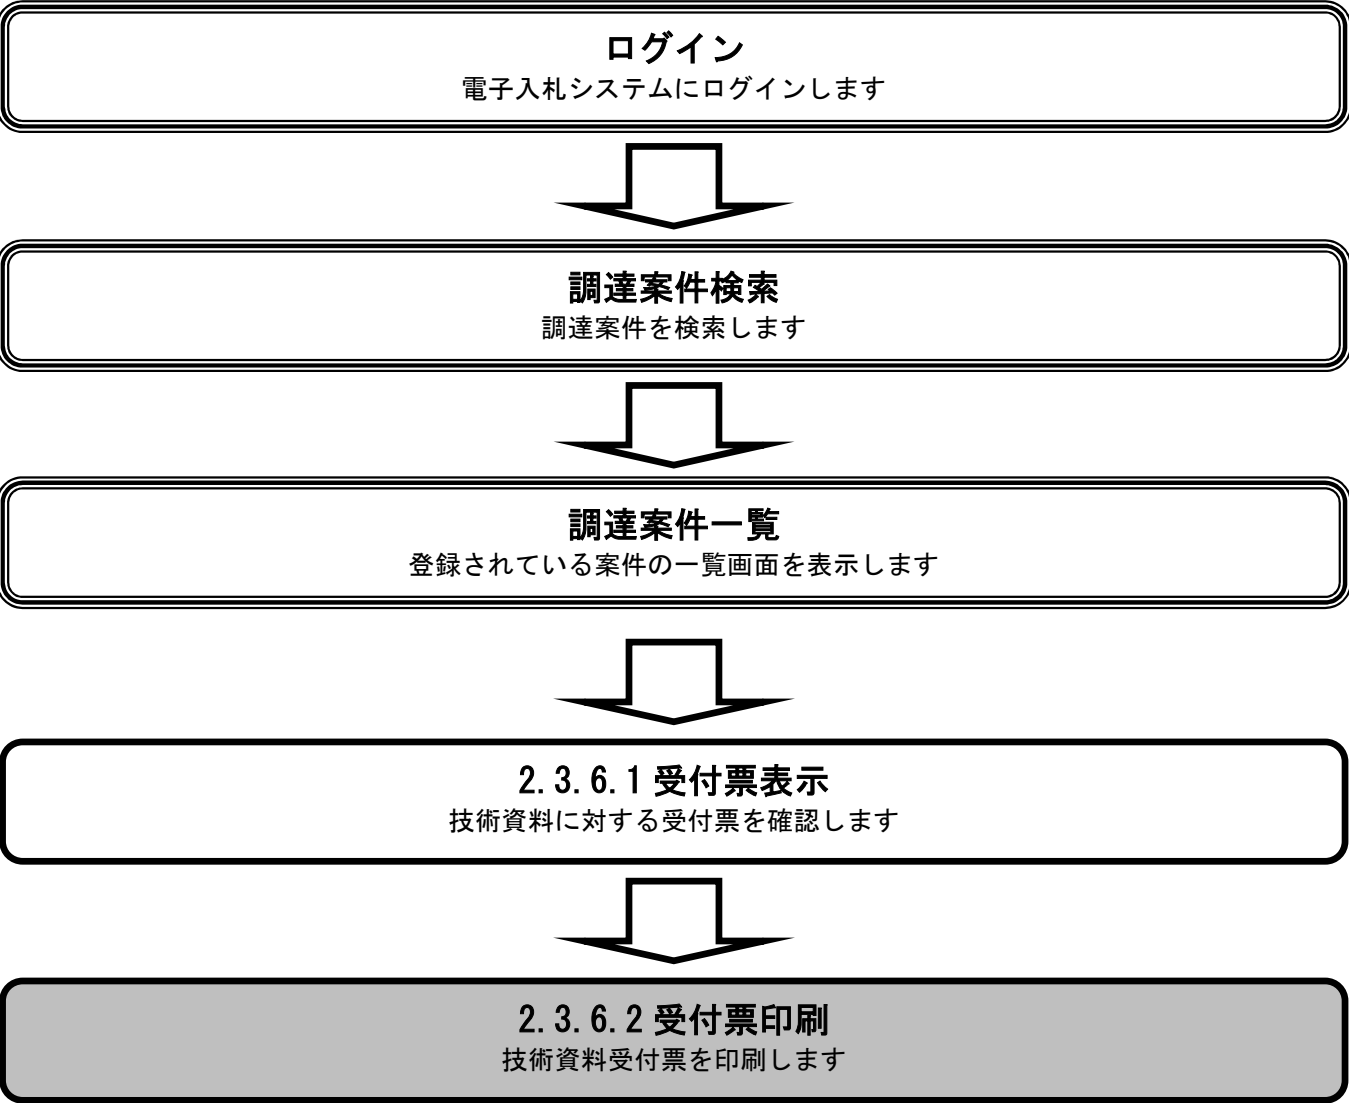 ログイン
電子入札システムにログインします
調達案件検索
調達案件を検索します
調達案件一覧
登録されている案件の一覧画面を表示します
2.3.6.1 受付票表示
技術資料に対する受付票を確認します
2.3.6.2 受付票印刷
技術資料受付票を印刷します